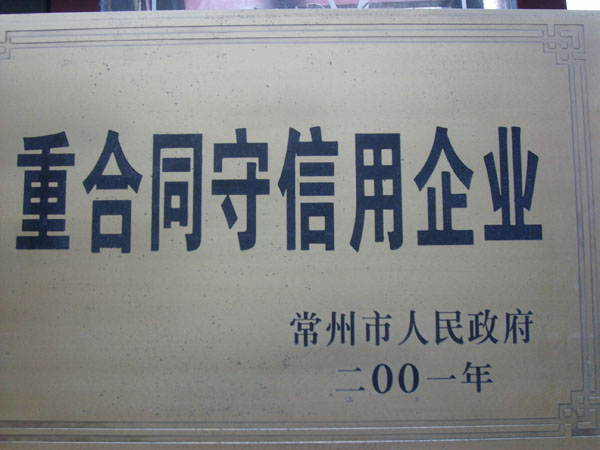 重合同守信用企业
常州市人民政府
二00一年